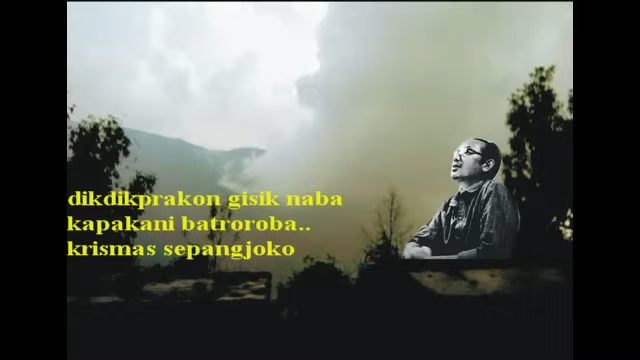 dikdikprakon gisik naba
kapakani batroroba..
krismas sepangjoko